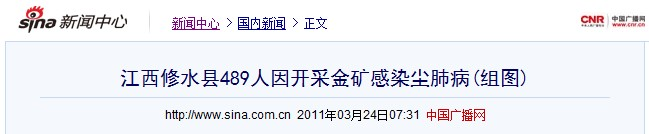 sina 新闻中心 新闻中心 > 国内新闻 > 正文 CNR 中国广播网 www.cnr.cn
江西修水县489人因开采金矿感染尘肺病(组图)
http://www.sina.com.cn 2011年03月24日07:31 中国广播网